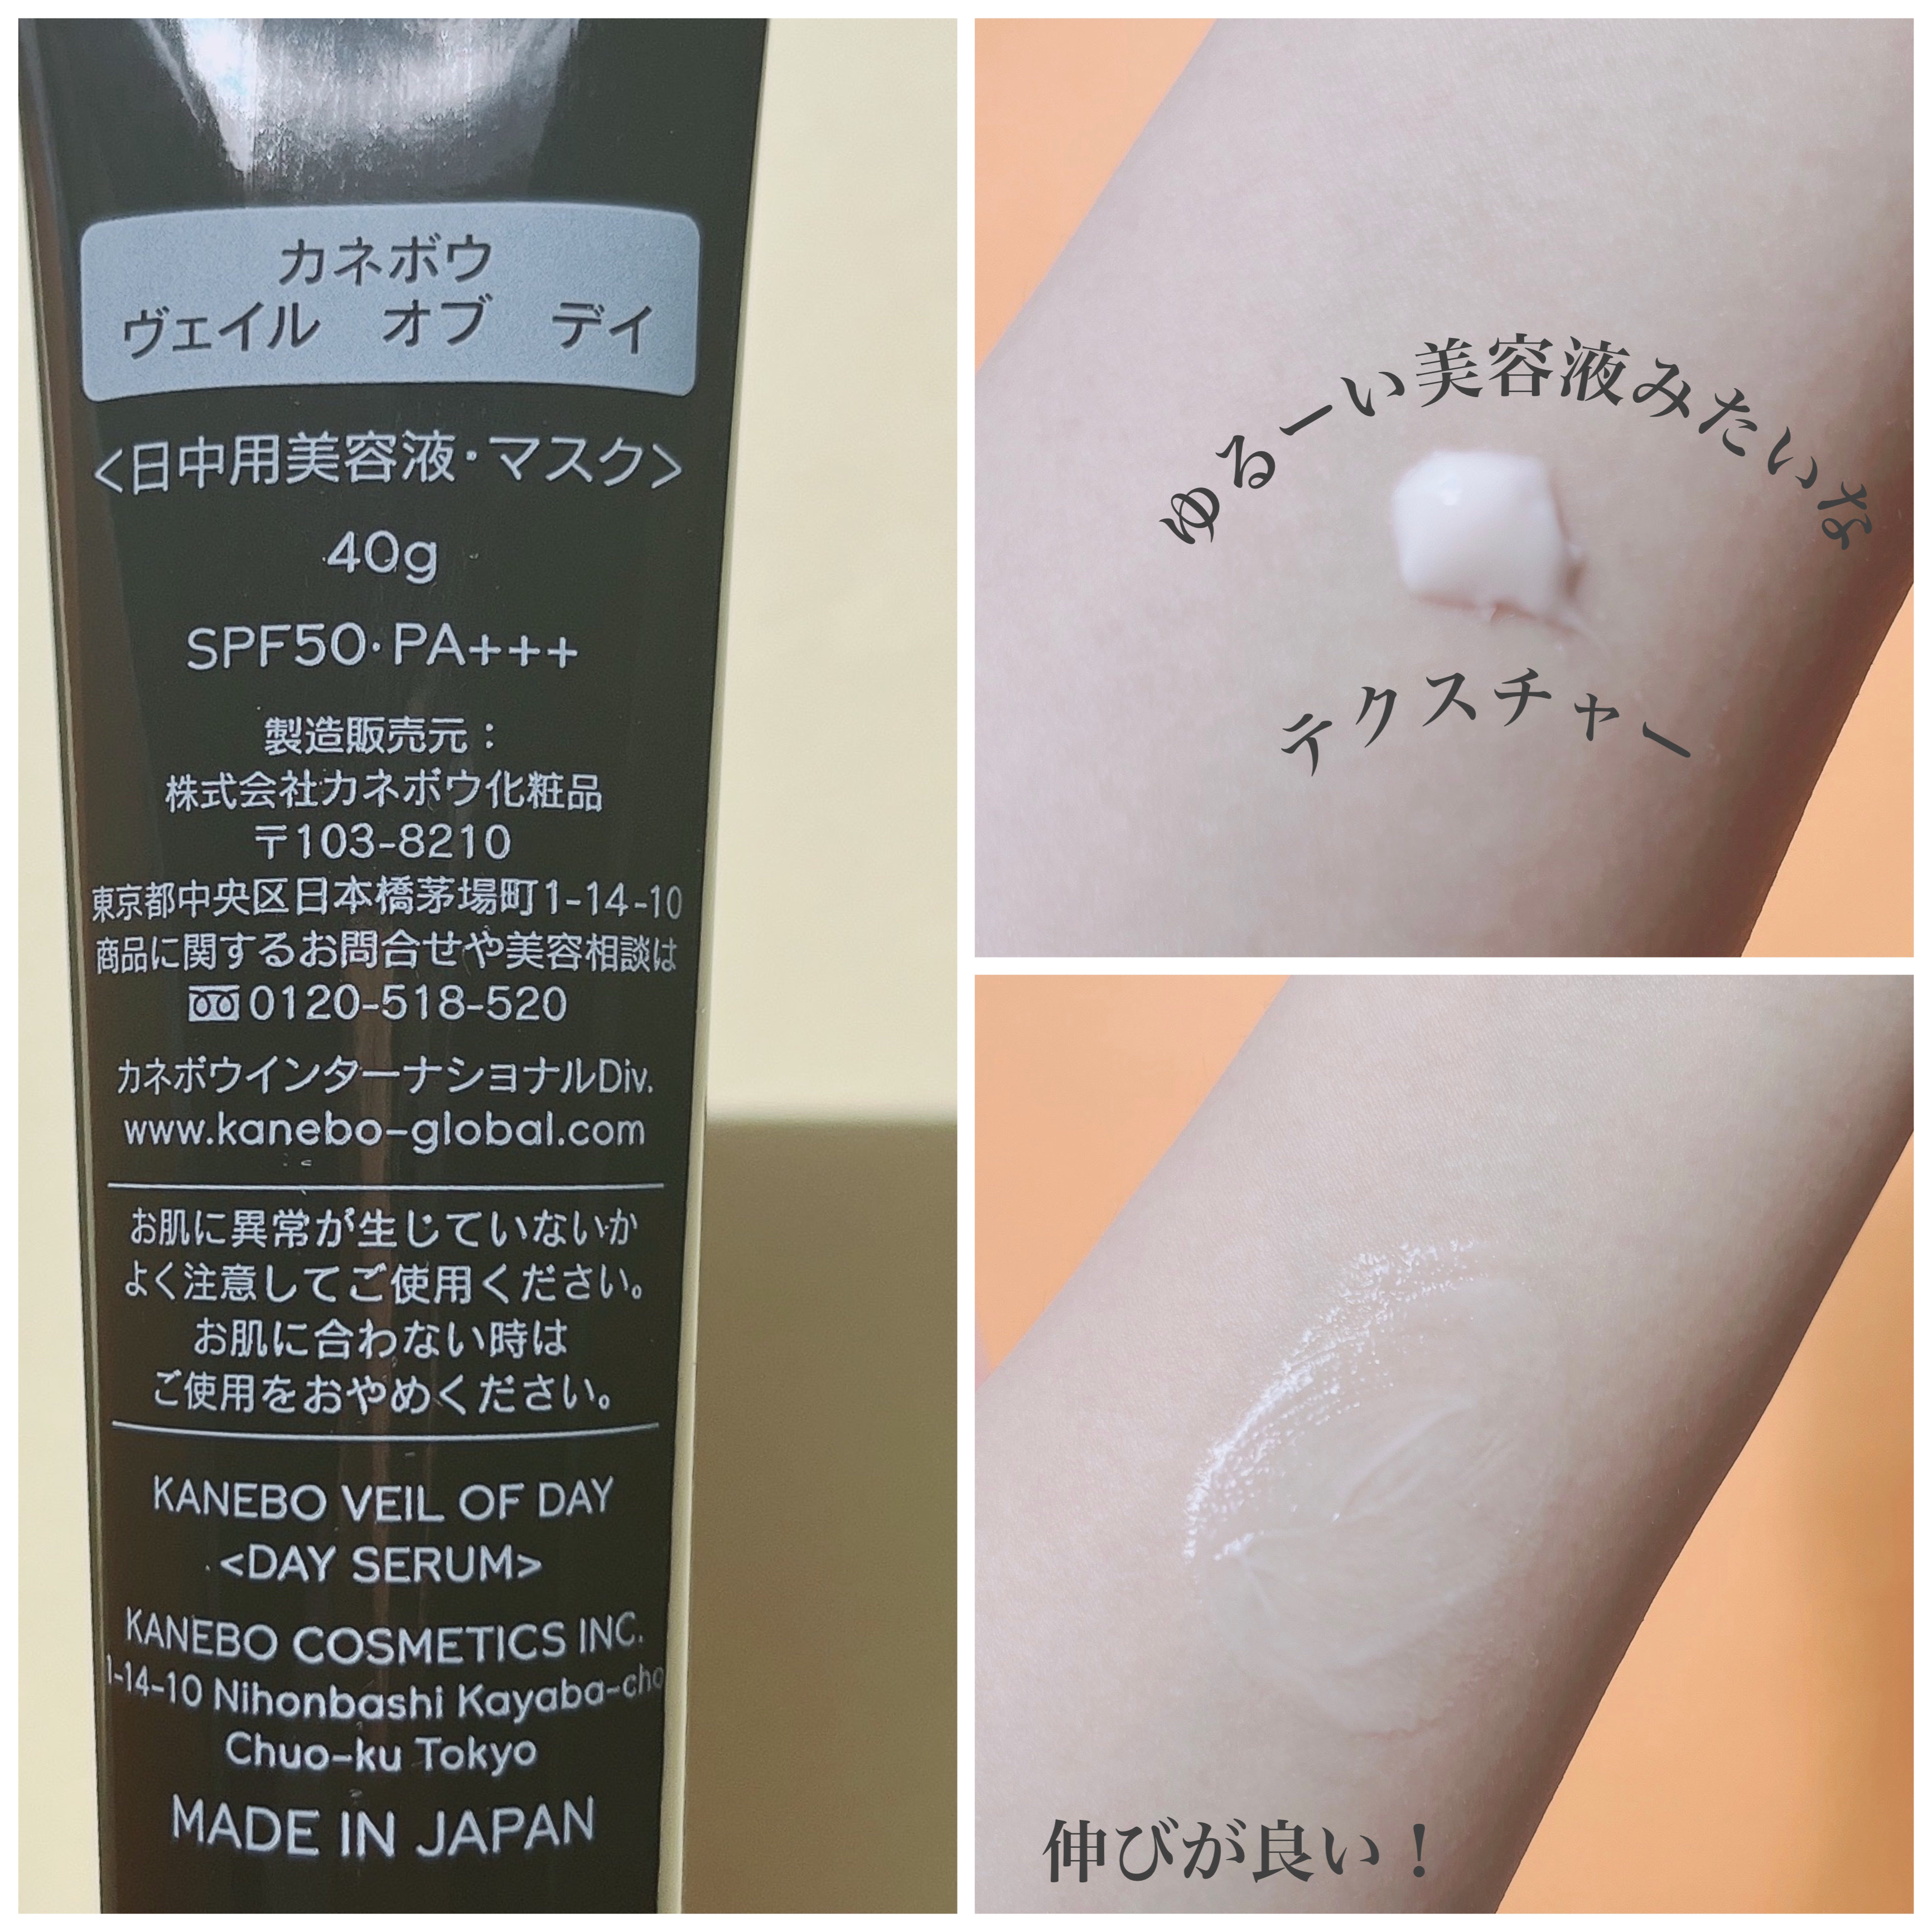 カネボウ
ヴェイル オブ デイ
<日中用美容液・マスク>
40g
SPF50・PA+++
製造販売元：
株式会社カネボウ化粧品
〒103-8210
東京都中央区日本橋茅場町1-14-10
商品に関するお問合せや美容相談は
0120-518-520
カネボウインターナショナルDiv.
www.kanebo-global.com
お肌に異常が生じていないか
よく注意してご使用ください。
お肌に合わない時は
ご使用をおやめください。
KANEBO VEIL OF DAY
<DAY SERUM>
KANEBO COSMETICS INC.
1-14-10 Nihonbashi Kayaba-cho
Chuo-ku Tokyo
MADE IN JAPAN
ゆるーい美容液みたいな
テクスチャー
伸びが良い！